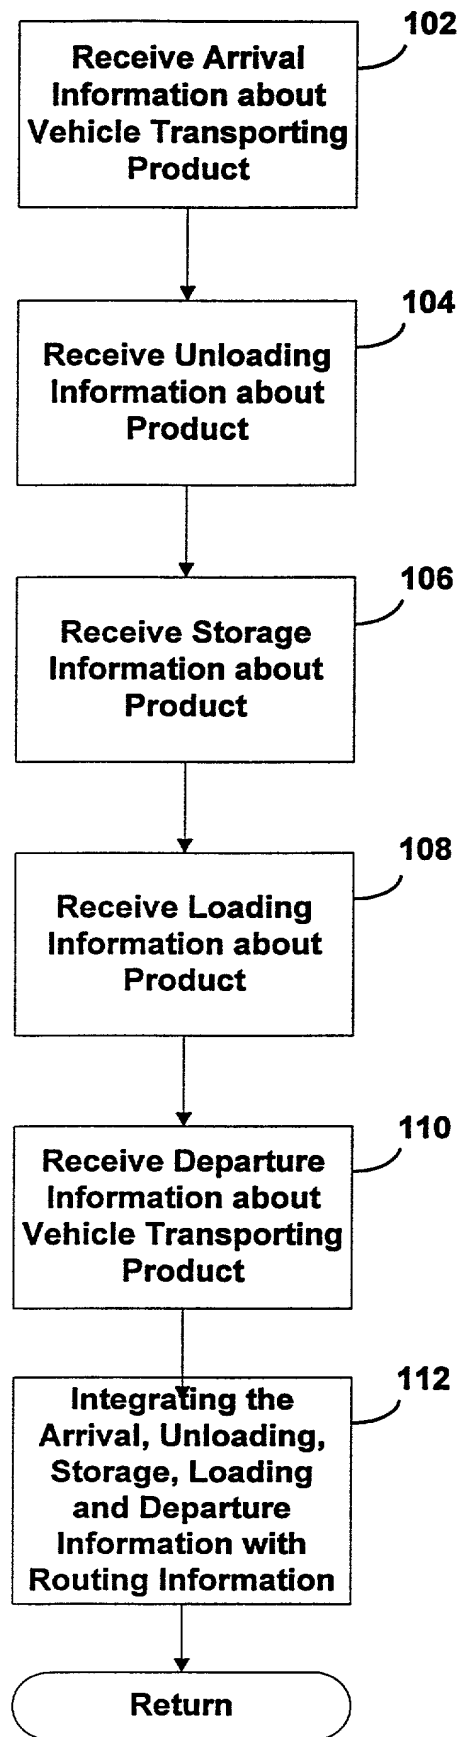 102
Receive Arrival
Information about
Vehicle Transporting
Product
104
Receive Unloading
Information about
Product
106
Receive Storage
Information about
Product
108
Receive Loading
Information about
Product
110
Receive Departure
Information about
Vehicle Transporting
Product
112
Integrating the
Arrival, Unloading,
Storage, Loading
and Departure
Information with
Routing Information
Return